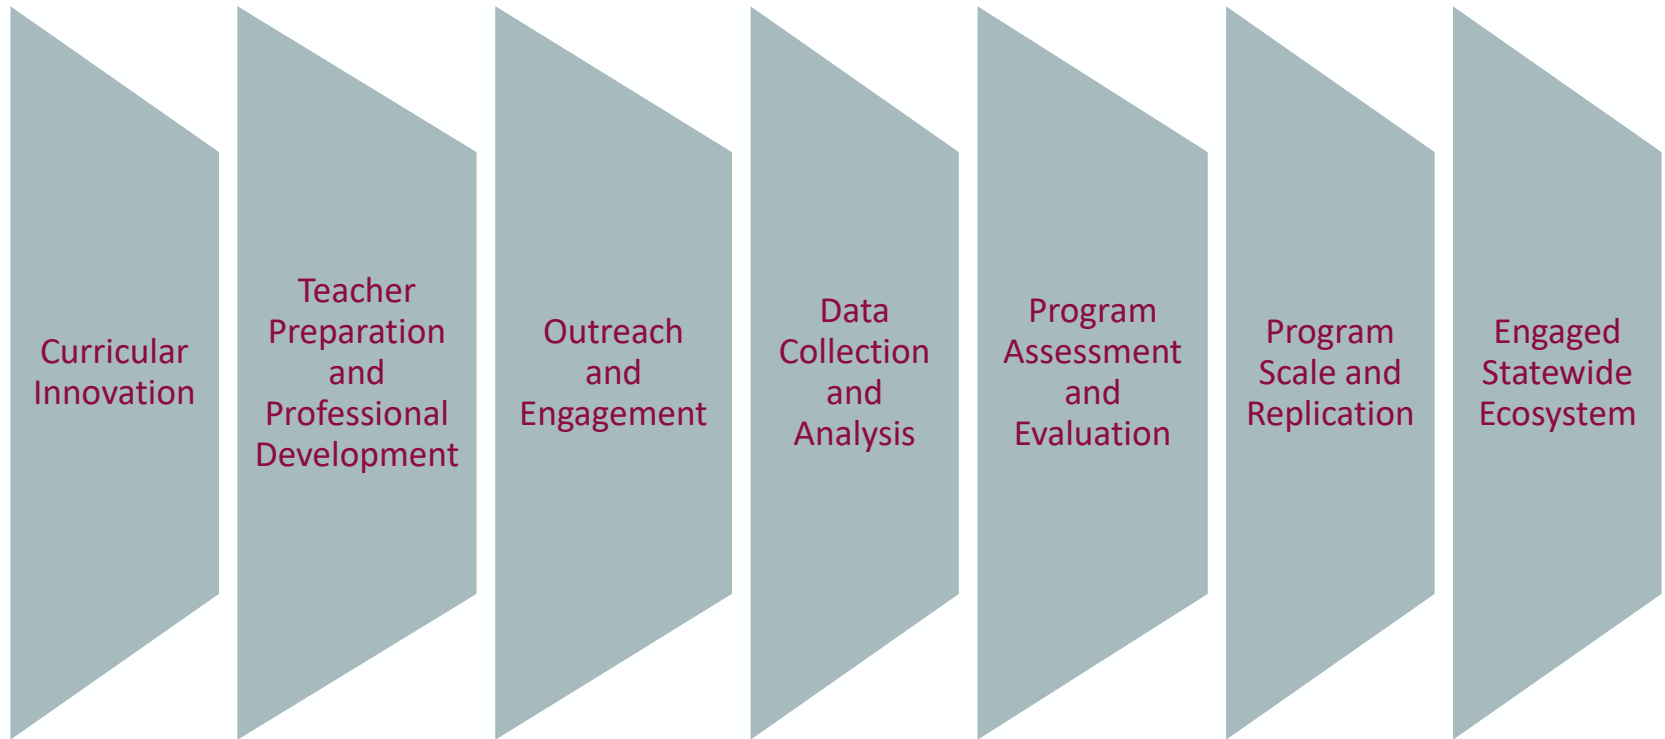 Curricular
Innovation
Teacher
Preparation
and
Professional
Development
Outreach
and
Engagement
Data
Collection
and
Analysis
Program
Assessment
and
Evaluation
Program
Scale and
Replication
Engaged
Statewide
Ecosystem